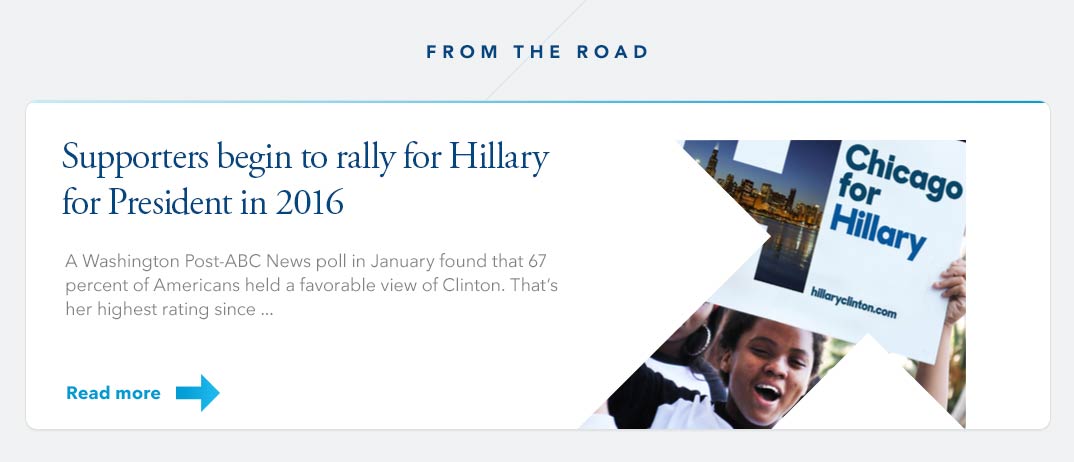 FROM THE ROAD
Supporters begin to rally for Hillary
for President in 2016
A Washington Post-ABC News poll in January found that 67
percent of Americans held a favorable view of Clinton. That’s
her highest rating since ...
Read more
Chicago
for
Hillary
hillaryclinton.com